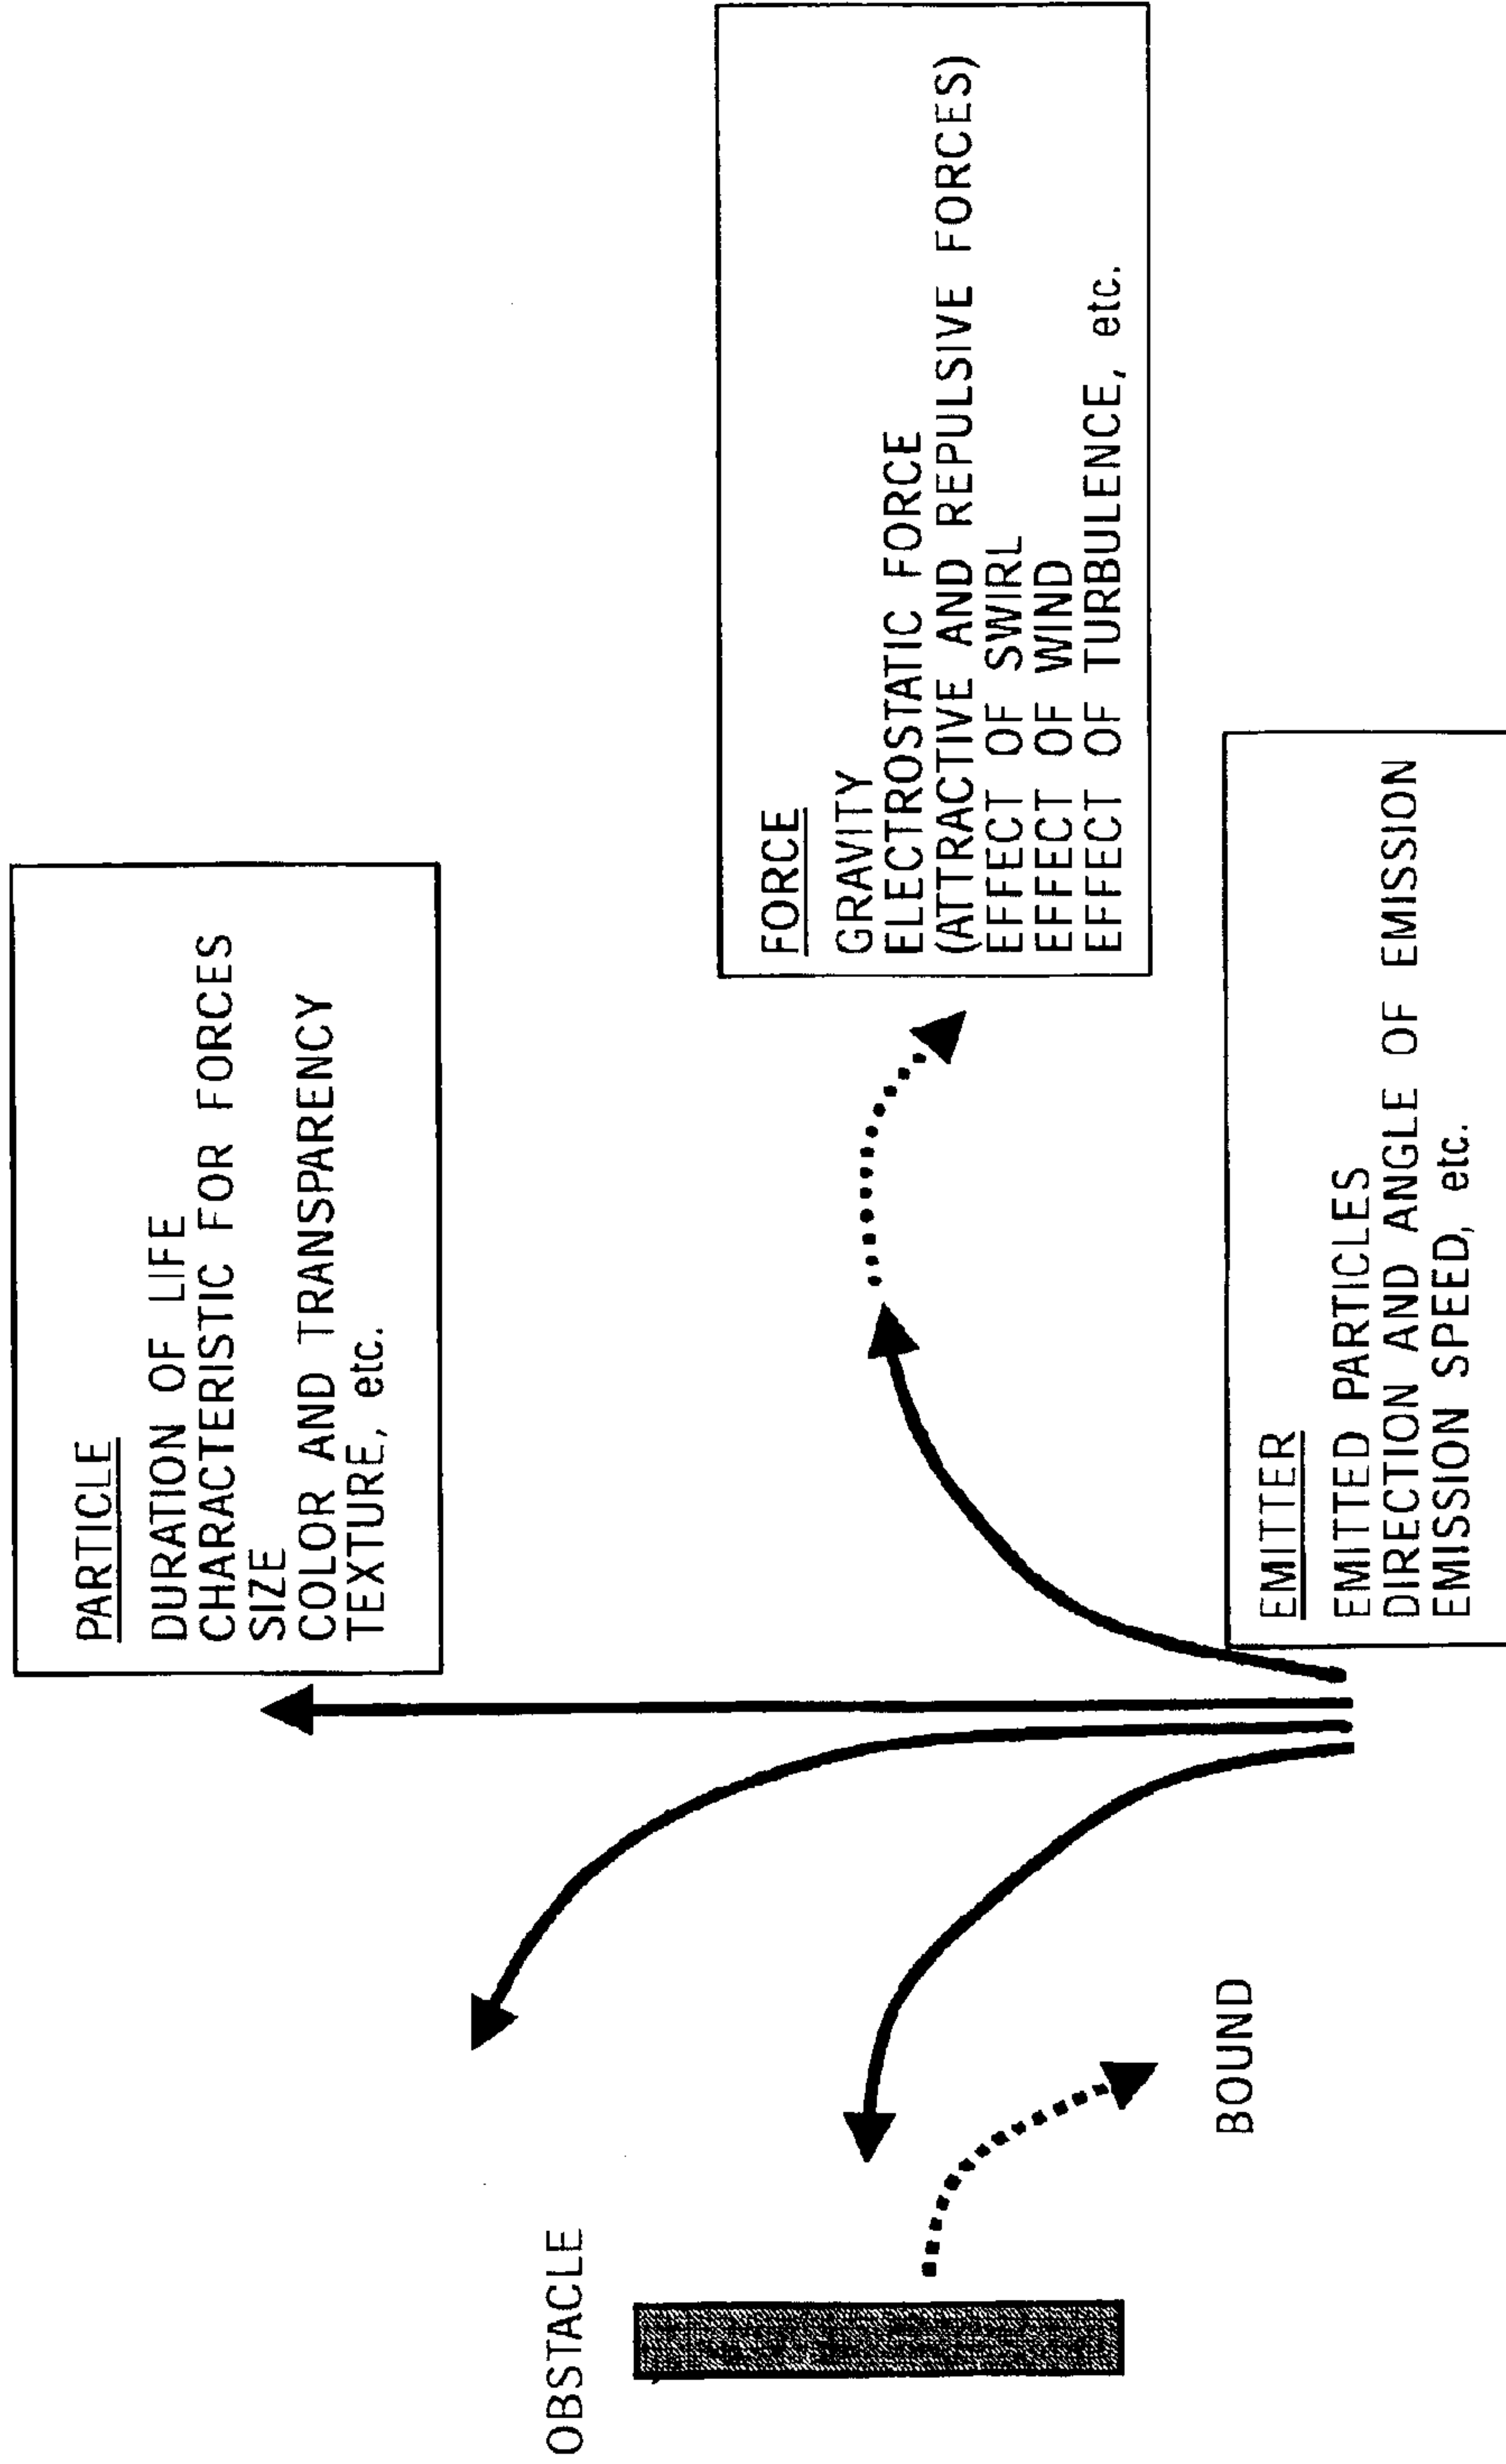 OBSTACLE
BOUND
PARTICLE
DURATION OF LIFE
CHARACTERISTIC FOR FORCES
SIZE
COLOR AND TRANSPARENCY
TEXTURE, etc.
EMITTER
EMITTED PARTICLES
DIRECTION AND ANGLE OF EMISSION
EMISSION SPEED, etc.
FORCE
GRAVITY
ELECTROSTATIC FORCE
(ATTRACTIVE AND REPULSIVE FORCES)
EFFECT OF SWIRL
EFFECT OF WIND
EFFECT OF TURBULENCE, etc.